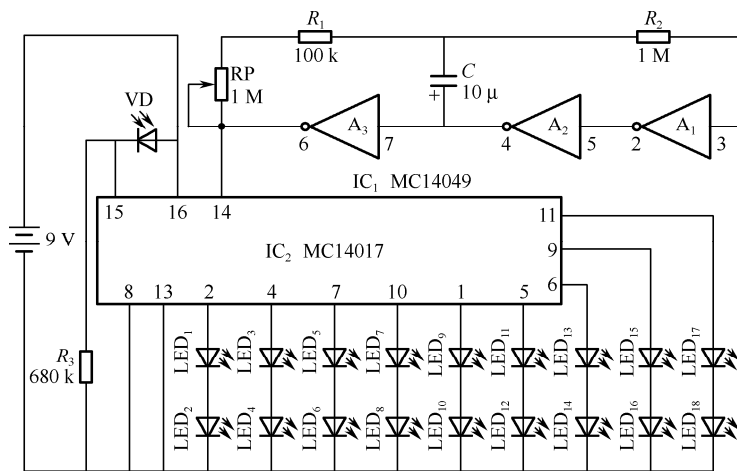 R₁
100 k
R₂
1 M
RP
1 M
C
10 μ
+
VD
A₃
A₂
A₁
6
7
4
5
2
3
IC₁ MC14049
15
16
14
11
9 V
IC₂ MC14017
9
6
8
13
2
4
7
10
1
5
R₃
680 k
LED₁
LED₃
LED₅
LED₇
LED₉
LED₁₁
LED₁₃
LED₁₅
LED₁₇
LED₂
LED₄
LED₆
LED₈
LED₁₀
LED₁₂
LED₁₄
LED₁₆
LED₁₈